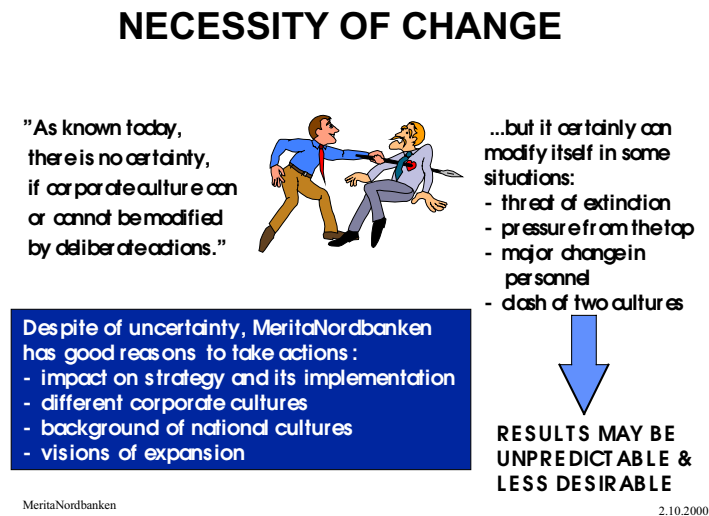 NECESSITY OF CHANGE
”As known today,
there is no certainty,
if corporate culture can
or cannot be modified
by deliberate actions.”
...but it certainly can
modify itself in some
situations:
- threat of extinction
- pressure from the top
- major change in
personnel
- clash of two cultures
Despite of uncertainty, MeritaNordbanken
has good reasons to take actions:
- impact on strategy and its implementation
- different corporate cultures
- background of national cultures
- visions of expansion
RESULTS MAY BE
UNPREDICTABLE &
LESS DESIRABLE
MeritaNordbanken
2.10.2000